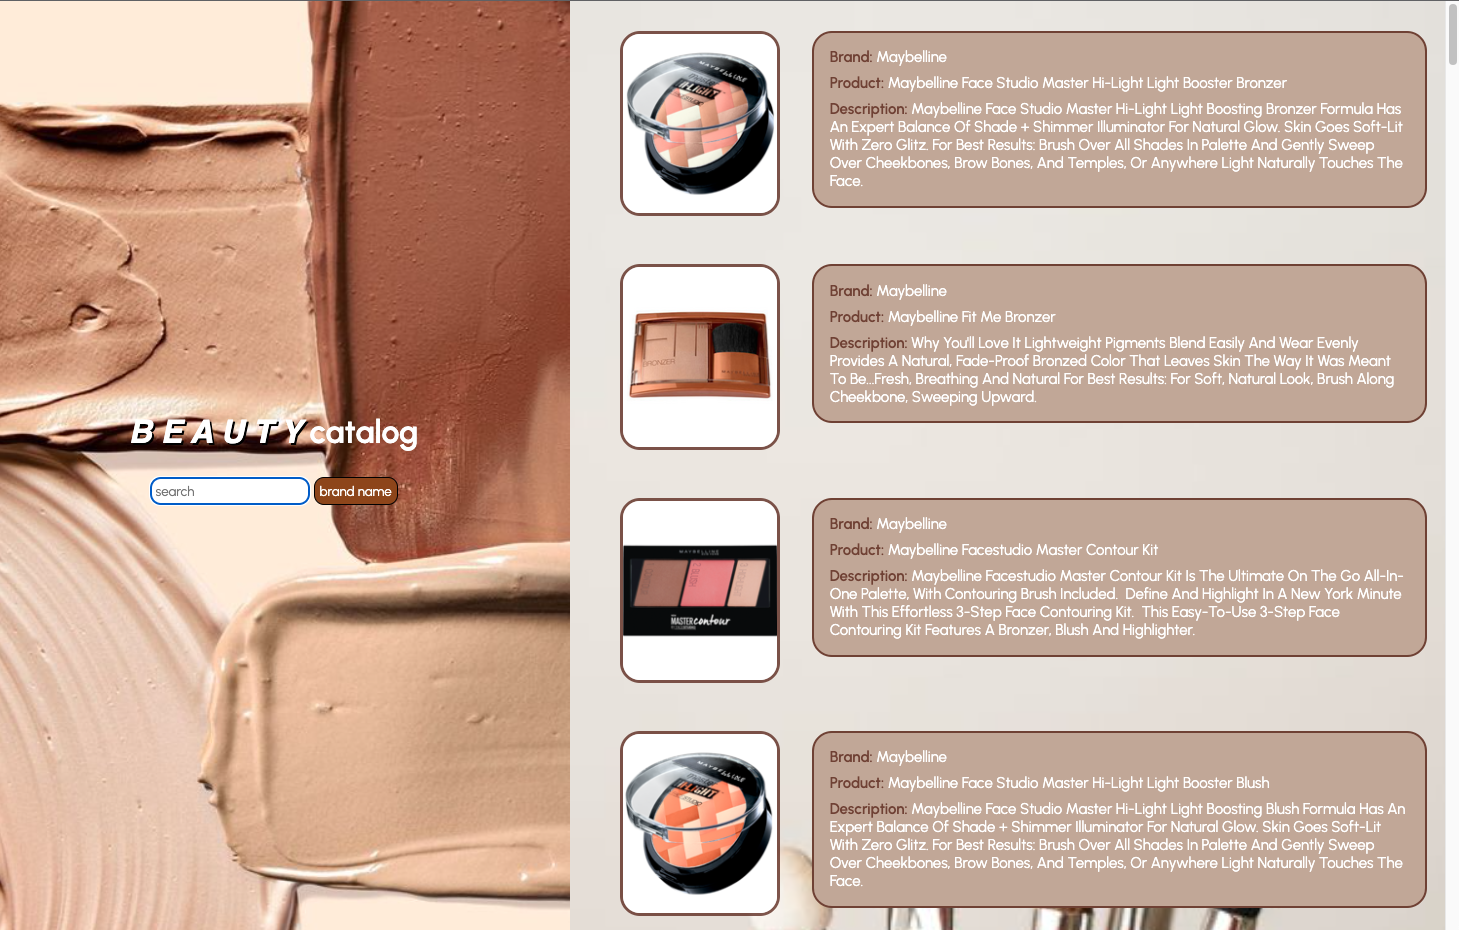 BEAUTY catalog
search
brand name
MAYBELLINE
Brand: Maybelline
Product: Maybelline Face Studio Master Hi-Light Light Booster Bronzer
Description: Maybelline Face Studio Master Hi-Light Light Boosting Bronzer Formula Has
An Expert Balance Of Shade + Shimmer Illuminator For Natural Glow. Skin Goes Soft-Lit
With Zero Glitz. For Best Results: Brush Over All Shades In Palette And Gently Sweep
Over Cheekbones, Brow Bones, And Temples, Or Anywhere Light Naturally Touches The
Face.
BRONZER
Brand: Maybelline
Product: Maybelline Fit Me Bronzer
Description: Why You'll Love It Lightweight Pigments Blend Easily And Wear Evenly
Provides A Natural, Fade-Proof Bronzed Color That Leaves Skin The Way It Was Meant
To Be...Fresh, Breathing And Natural For Best Results: For Soft, Natural Look, Brush Along
Cheekbone, Sweeping Upward.
MAYBELLINE
MASTER contour
Brand: Maybelline
Product: Maybelline Facestudio Master Contour Kit
Description: Maybelline Facestudio Master Contour Kit Is The Ultimate On The Go All-In-
One Palette, With Contouring Brush Included.  Define And Highlight In A New York Minute
With This Effortless 3-Step Face Contouring Kit.  This Easy-To-Use 3-Step Face
Contouring Kit Features A Bronzer, Blush And Highlighter.
MAYBELLINE
Brand: Maybelline
Product: Maybelline Face Studio Master Hi-Light Light Booster Blush
Description: Maybelline Face Studio Master Hi-Light Light Boosting Blush Formula Has An
Expert Balance Of Shade + Shimmer Illuminator For Natural Glow. Skin Goes Soft-Lit
With Zero Glitz. For Best Results: Brush Over All Shades In Palette And Gently Sweep
Over Cheekbones, Brow Bones, And Temples, Or Anywhere Light Naturally Touches The
Face.